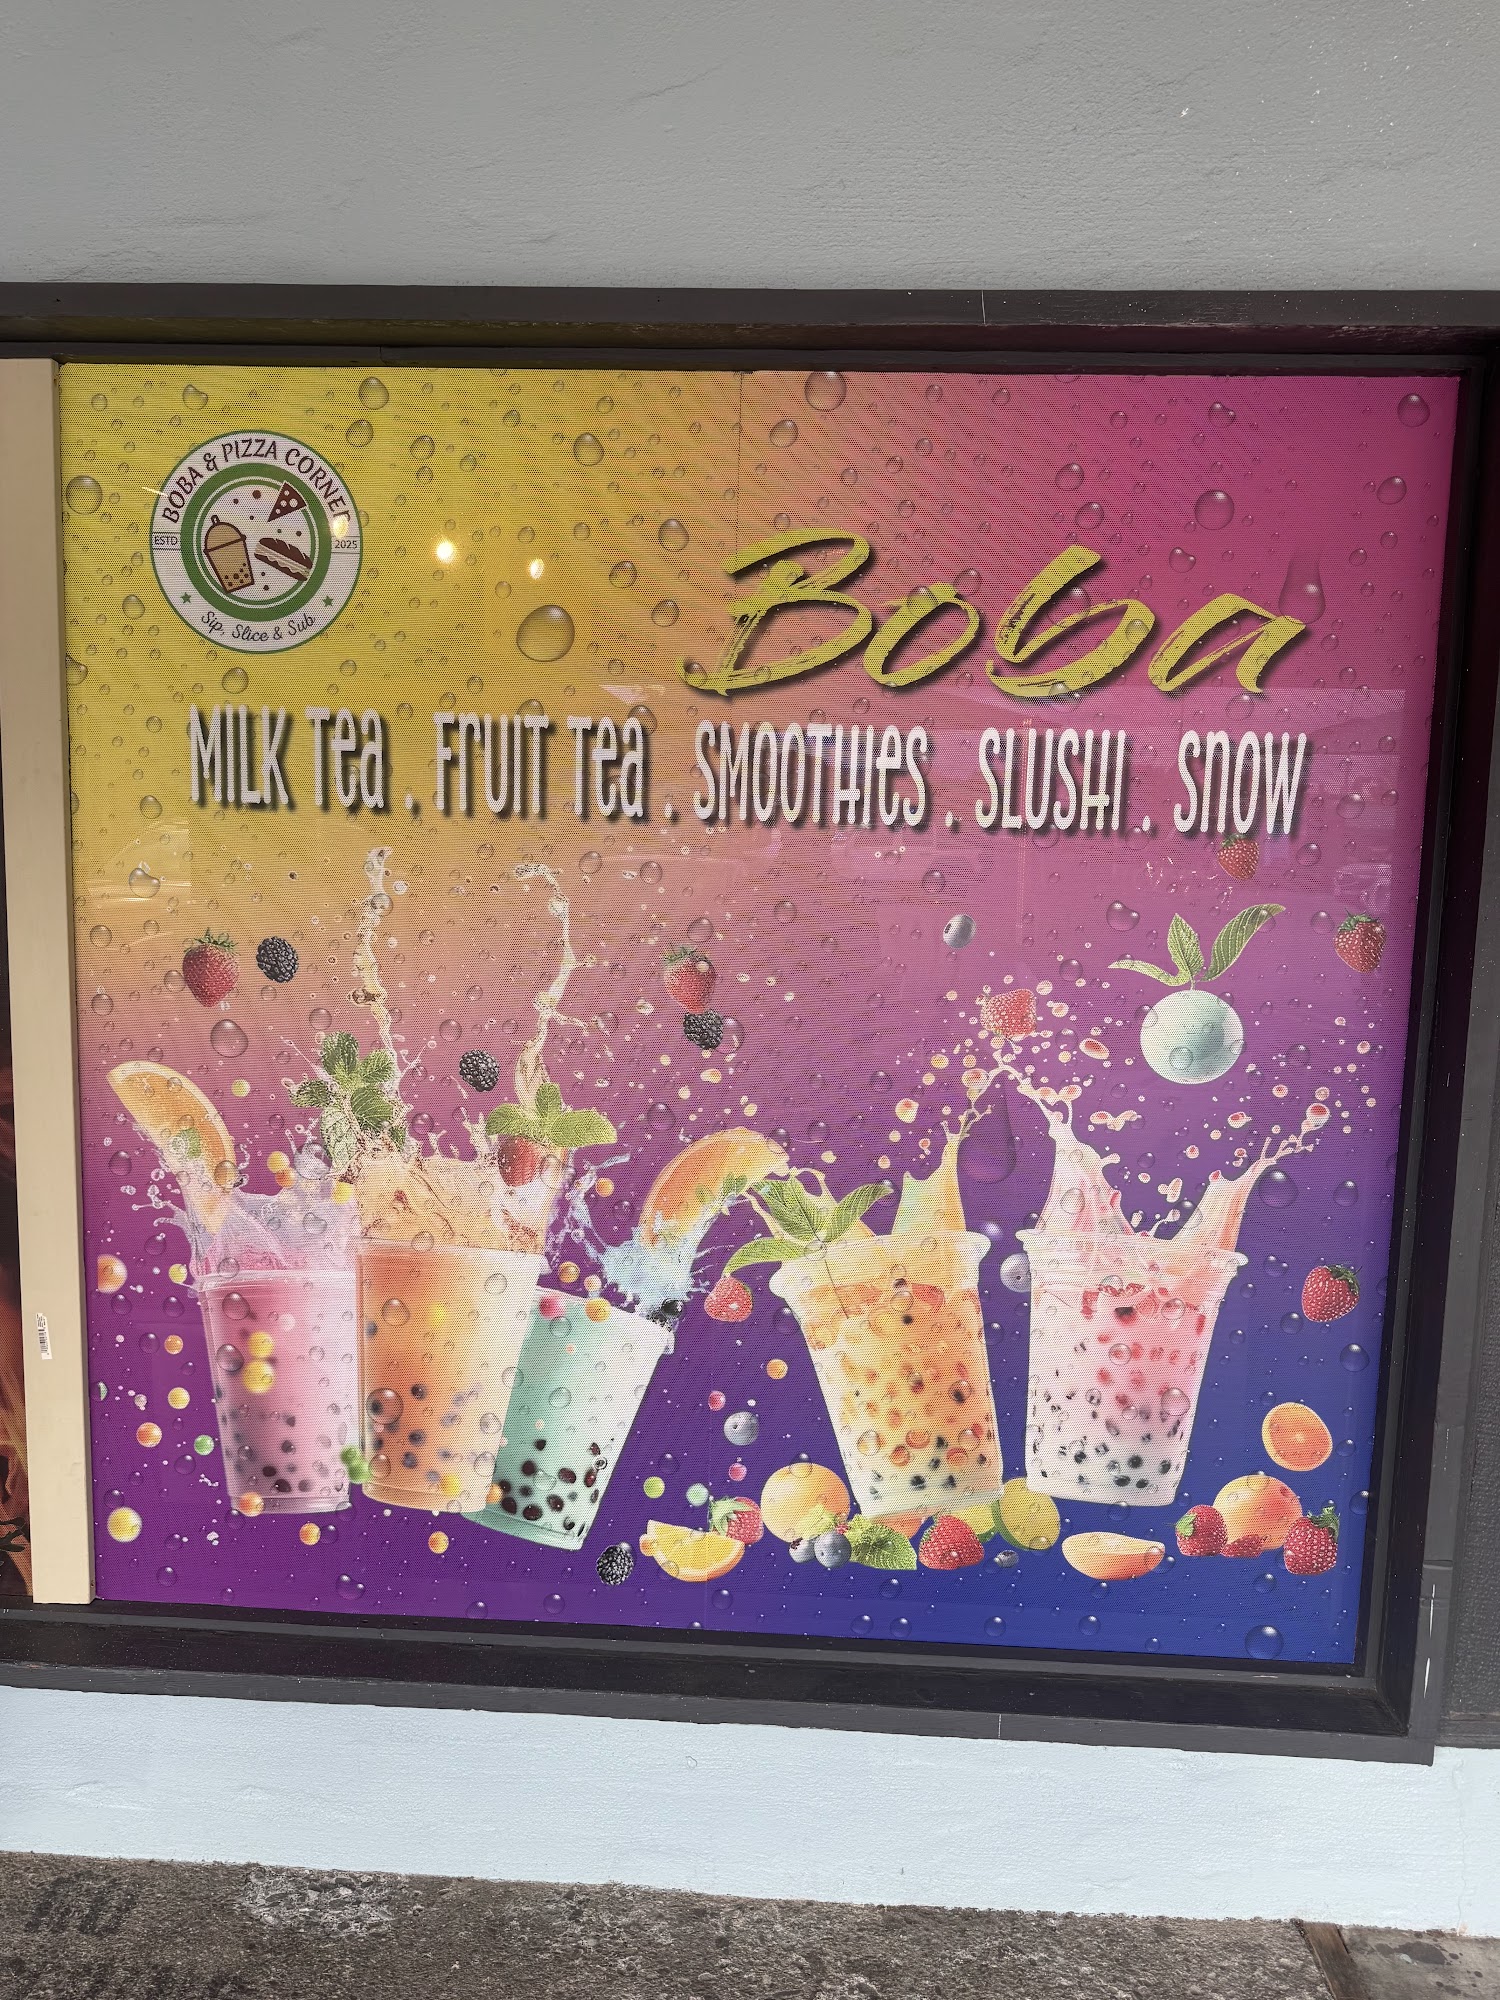 BOBA & PIZZA CORNER
ESTD 2025
Sip, Slice & Sub
Boba
MILK Tea . FRUIT Tea . SMOOTHIES . SLUSHI . SNOW